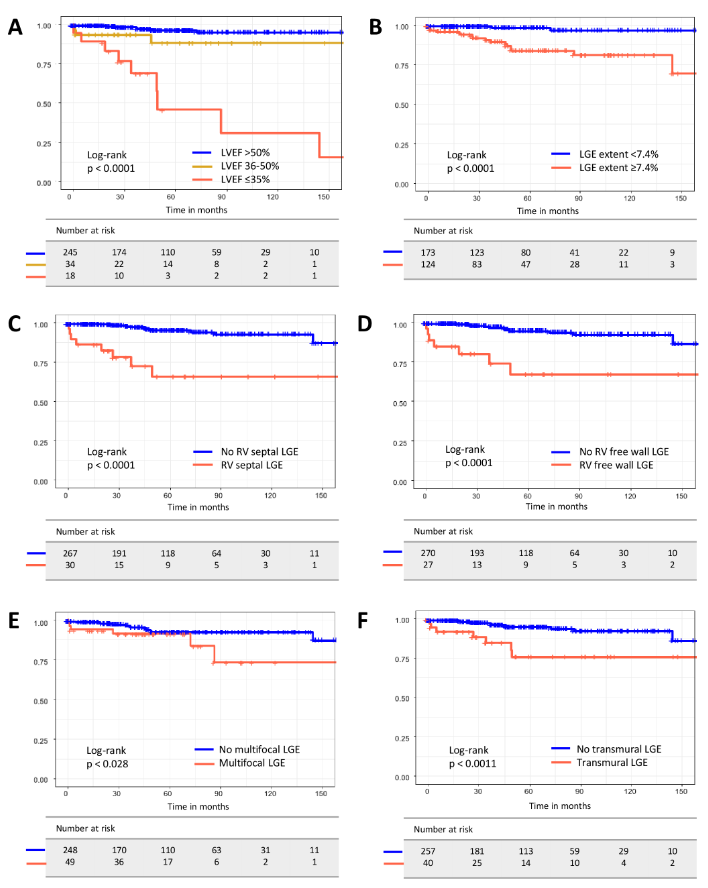 A
1.00
0.75
0.50
0.25
0.00
Log-rank
p < 0.0001
LVEF >50%
LVEF 36-50%
LVEF ≤35%
0 30 60 90 120 150
Time in months
Number at risk
245 174 110 59 29 10
34 22 14 8 2 1
18 10 3 2 2 1
B
1.00
0.75
0.50
0.25
0.00
Log-rank
p < 0.0001
LGE extent <7.4%
LGE extent ≥7.4%
0 30 60 90 120 150
Time in months
Number at risk
173 123 80 41 22 9
124 83 47 28 11 3
C
1.00
0.75
0.50
0.25
0.00
Log-rank
p < 0.0001
No RV septal LGE
RV septal LGE
0 30 60 90 120 150
Time in months
Number at risk
267 191 118 64 30 11
30 15 9 5 3 1
D
1.00
0.75
0.50
0.25
0.00
Log-rank
p < 0.0001
No RV free wall LGE
RV free wall LGE
0 30 60 90 120 150
Time in months
Number at risk
270 193 118 64 30 10
27 13 9 5 3 2
E
1.00
0.75
0.50
0.25
0.00
Log-rank
p < 0.028
No multifocal LGE
Multifocal LGE
0 30 60 90 120 150
Time in months
Number at risk
248 170 110 63 31 11
49 36 17 6 2 1
F
1.00
0.75
0.50
0.25
0.00
Log-rank
p < 0.0011
No transmural LGE
Transmural LGE
0 30 60 90 120 150
Time in months
Number at risk
257 181 113 59 29 10
40 25 14 10 4 2